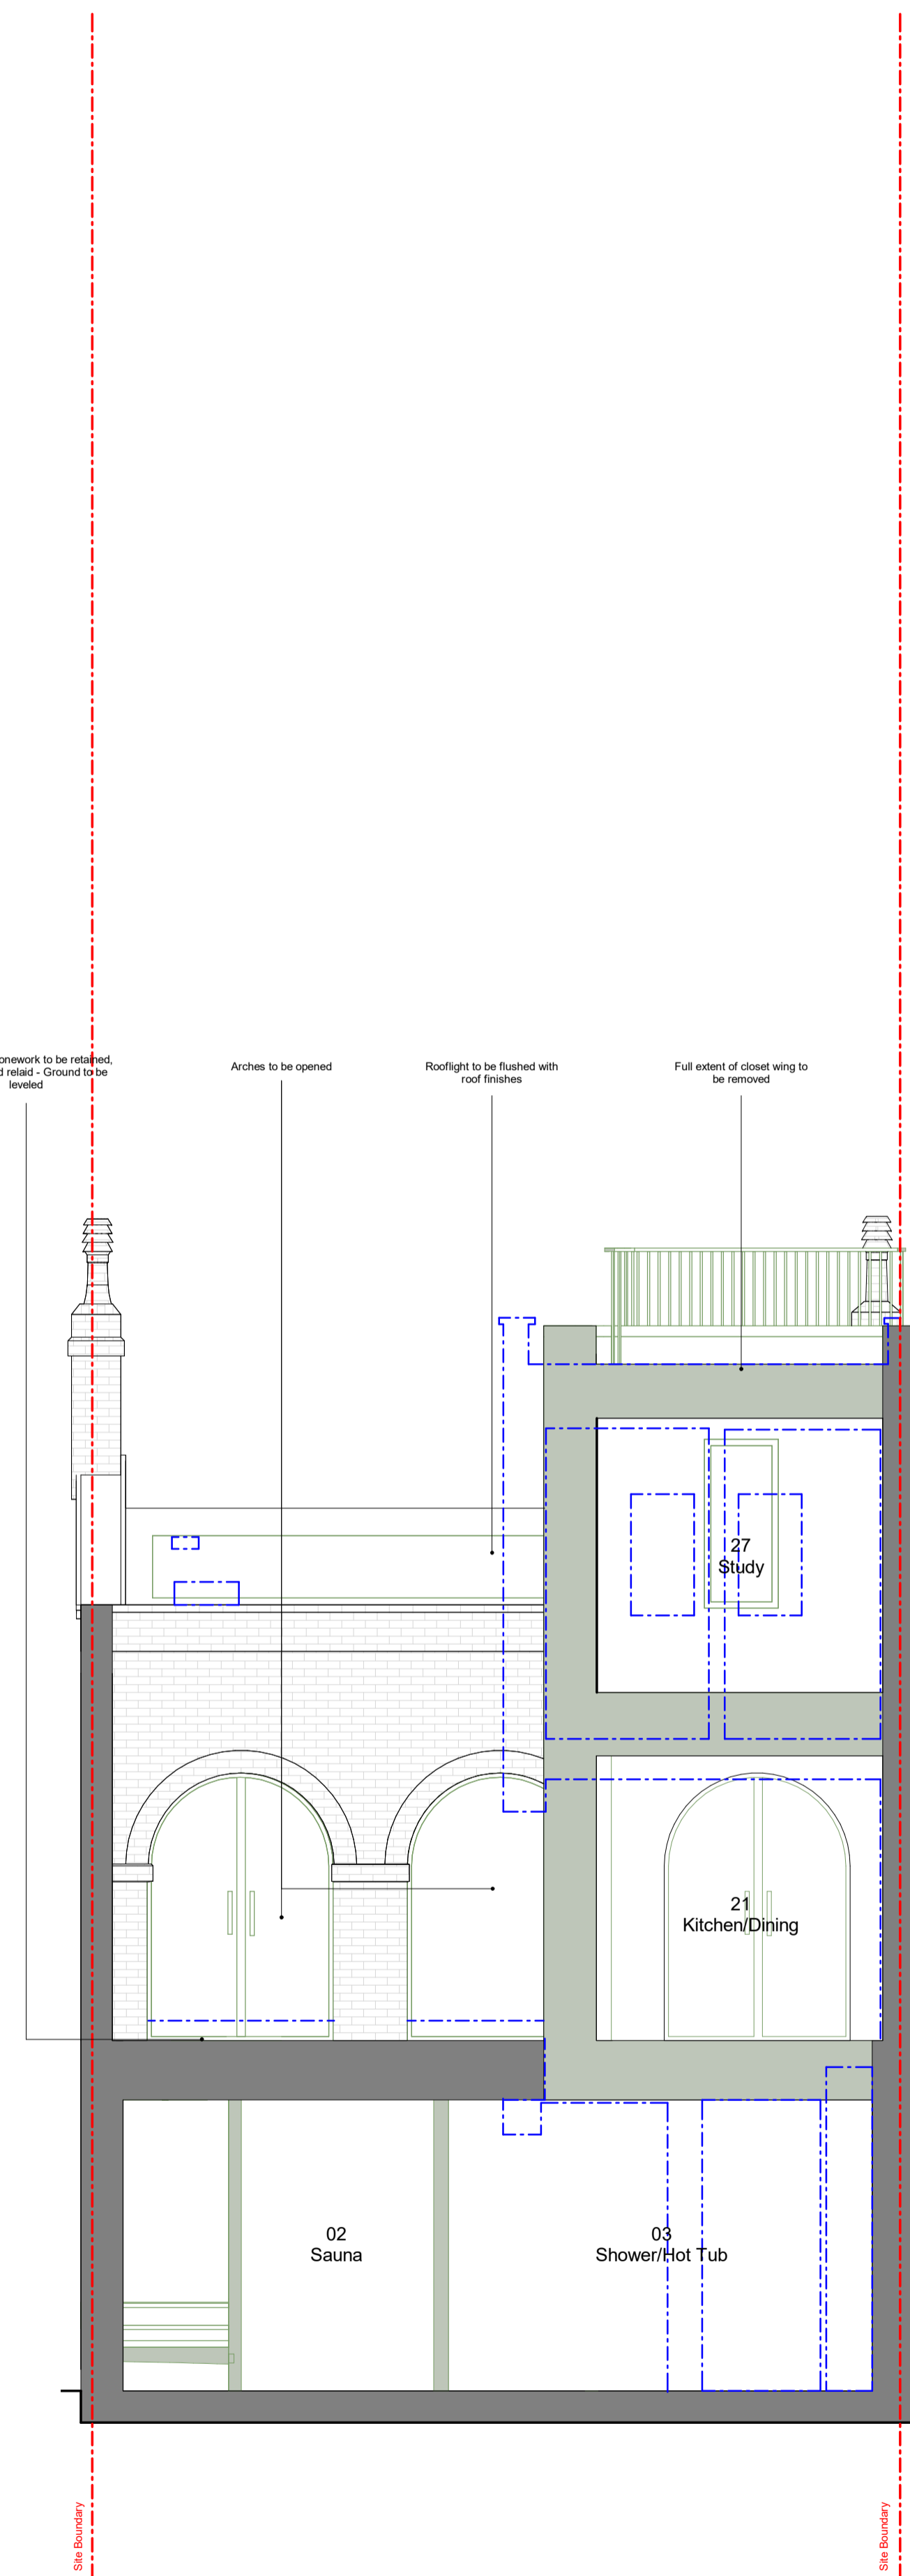 to be retained,
relaid - Ground to be
leveled
Arches to be opened
Rooflight to be flushed with
roof finishes
Full extent of closet wing to
be removed
27
Study
21
Kitchen/Dining
02
Sauna
03
Shower/Hot Tub
Site Boundary
Site Boundary